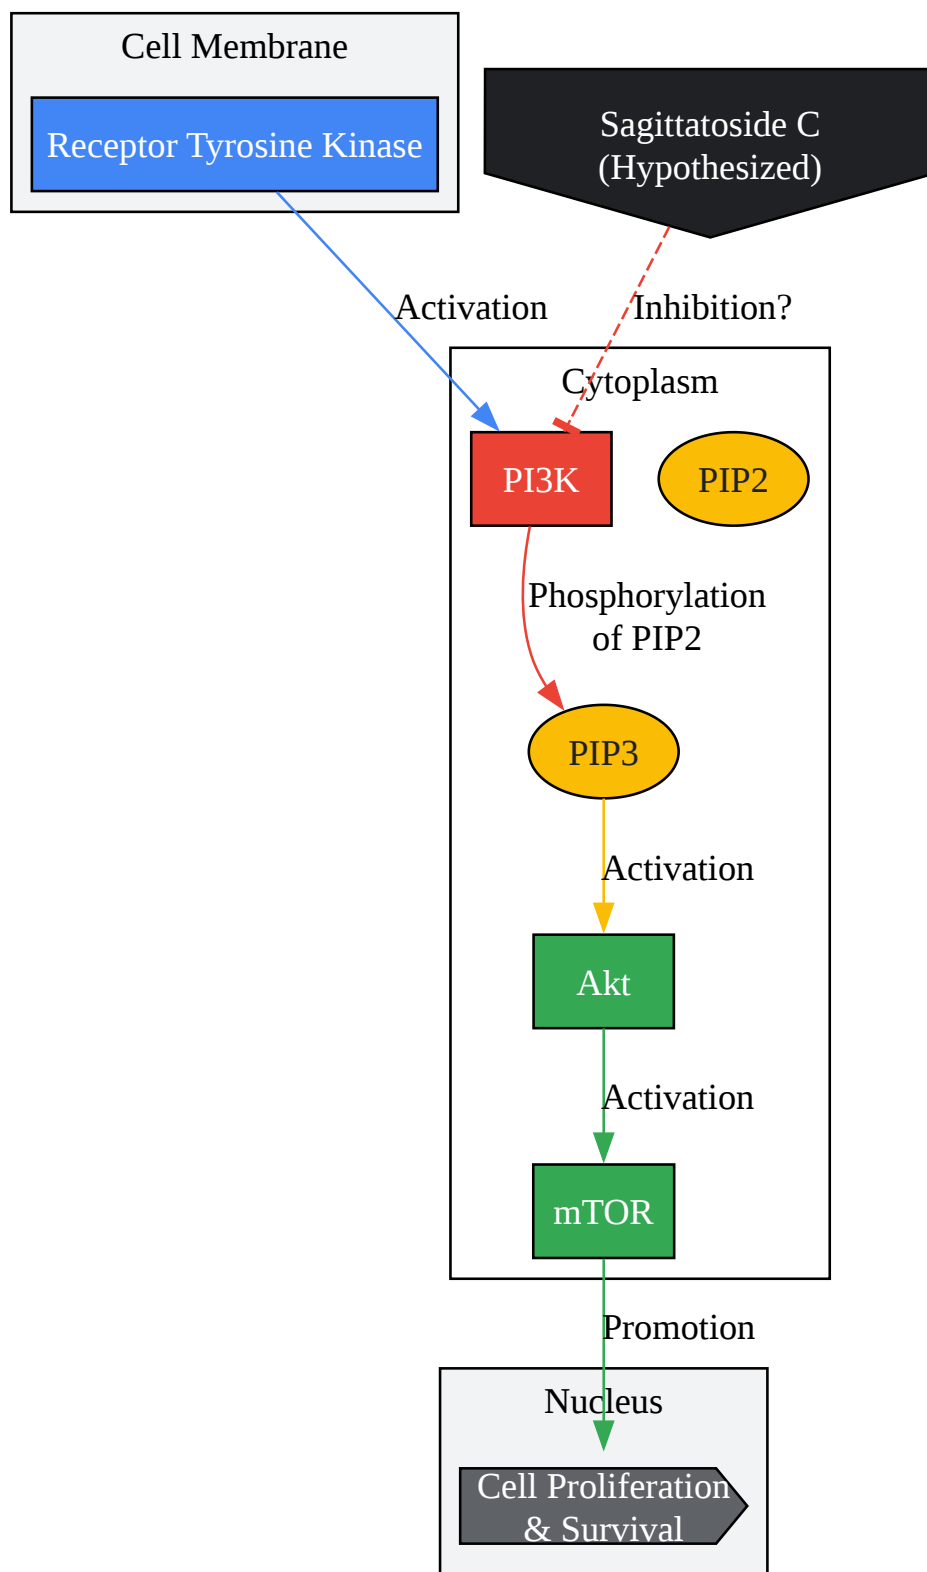 Cell Membrane
Receptor Tyrosine Kinase
Sagittatoside C
(Hypothesized)
Activation
Inhibition?
Cytoplasm
PI3K
PIP2
Phosphorylation
of PIP2
PIP3
Activation
Akt
Activation
mTOR
Promotion
Nucleus
Cell Proliferation
& Survival